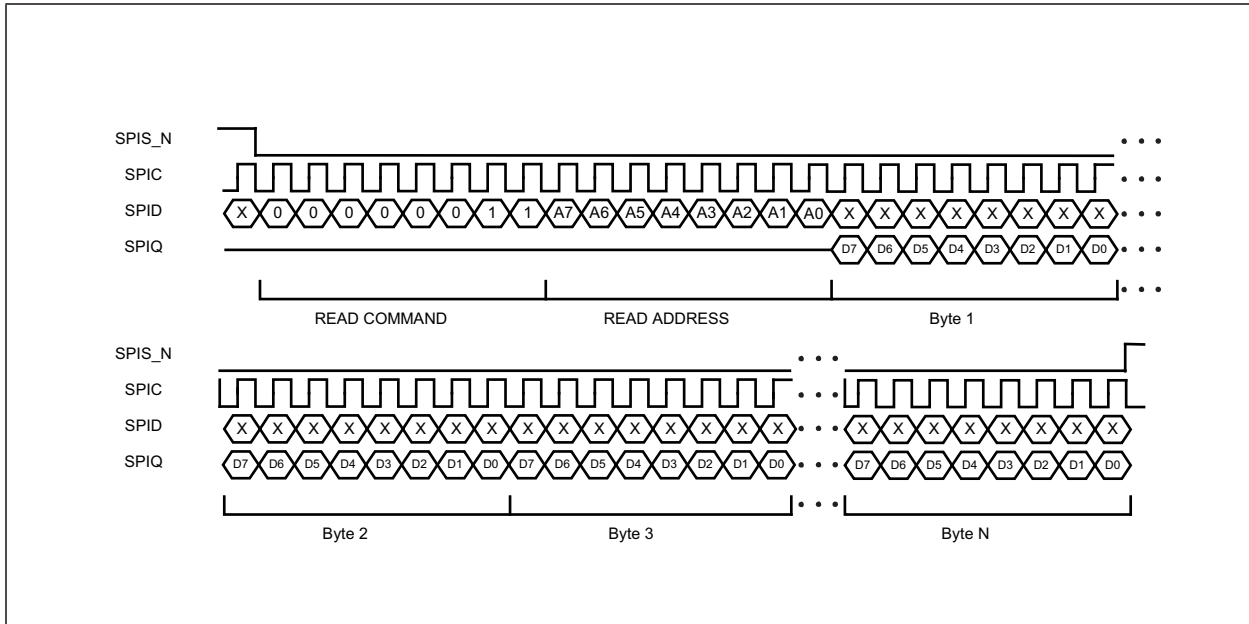 SPIS_N
SPIC
SPID X 0 0 0 0 0 0 1 1 A7 A6 A5 A4 A3 A2 A1 A0 X X X X X X X X
SPIQ D7 D6 D5 D4 D3 D2 D1 D0
READ COMMAND READ ADDRESS Byte 1
SPIS_N
SPIC
SPID X X X X X X X X X X X X X X X X X X X X X X X X
SPIQ D7 D6 D5 D4 D3 D2 D1 D0 D7 D6 D5 D4 D3 D2 D1 D0 D7 D6 D5 D4 D3 D2 D1 D0
Byte 2 Byte 3 Byte N